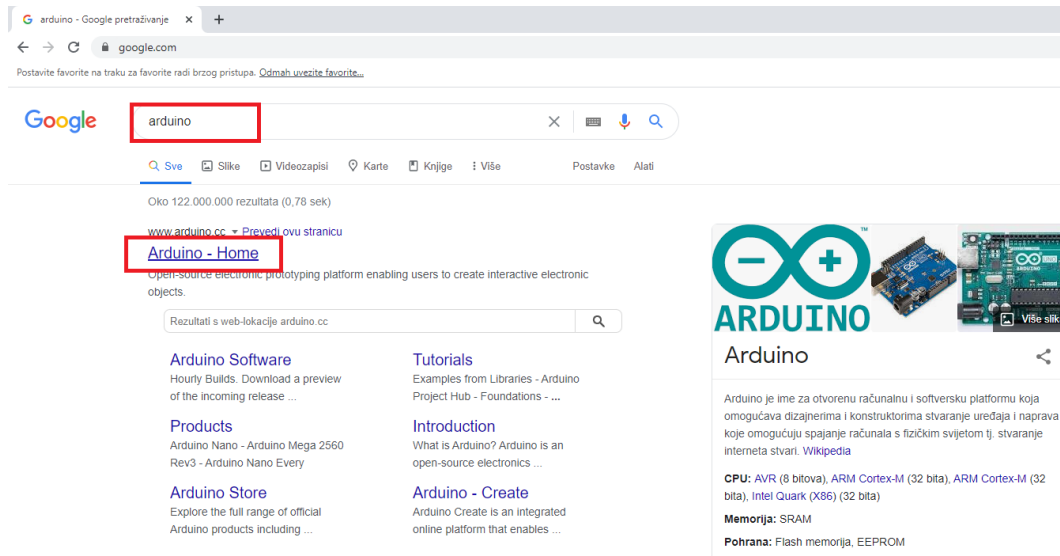 arduino - Google pretraživanje
google.com
Postavite favorite na traku za favorite radi brzog pristupa. Odmah uvezite favorite...
Google
arduino
Sve Slike Videozapisi Karte Knjige Više Postavke Alati
Oko 122.000.000 rezultata (0,78 sek)
www.arduino.cc Prevedi ovu stranicu
Arduino - Home
Open-source electronic prototyping platform enabling users to create interactive electronic
objects.
Rezultati s web-lokacije arduino.cc
Arduino Software
Hourly Builds. Download a preview
of the incoming release ...
Tutorials
Examples from Libraries - Arduino
Project Hub - Foundations - ...
Products
Arduino Nano - Arduino Mega 2560
Rev3 - Arduino Nano Every
Introduction
What is Arduino? Arduino is an
open-source electronics ...
Arduino Store
Explore the full range of official
Arduino products including ...
Arduino - Create
Arduino Create is an integrated
online platform that enables ...
TM
ARDUINO
Više slik
Arduino
Arduino je ime za otvorenu računalnu i softversku platformu koja
omogućava dizajnerima i konstruktorima stvaranje uređaja i naprava
koje omogućuju spajanje računala s fizičkim svijetom tj. stvaranje
interneta stvari. Wikipedia
CPU: AVR (8 bitova), ARM Cortex-M (32 bita), ARM Cortex-M (32
bita), Intel Quark (X86) (32 bita)
Memorija: SRAM
Pohrana: Flash memorija, EEPROM